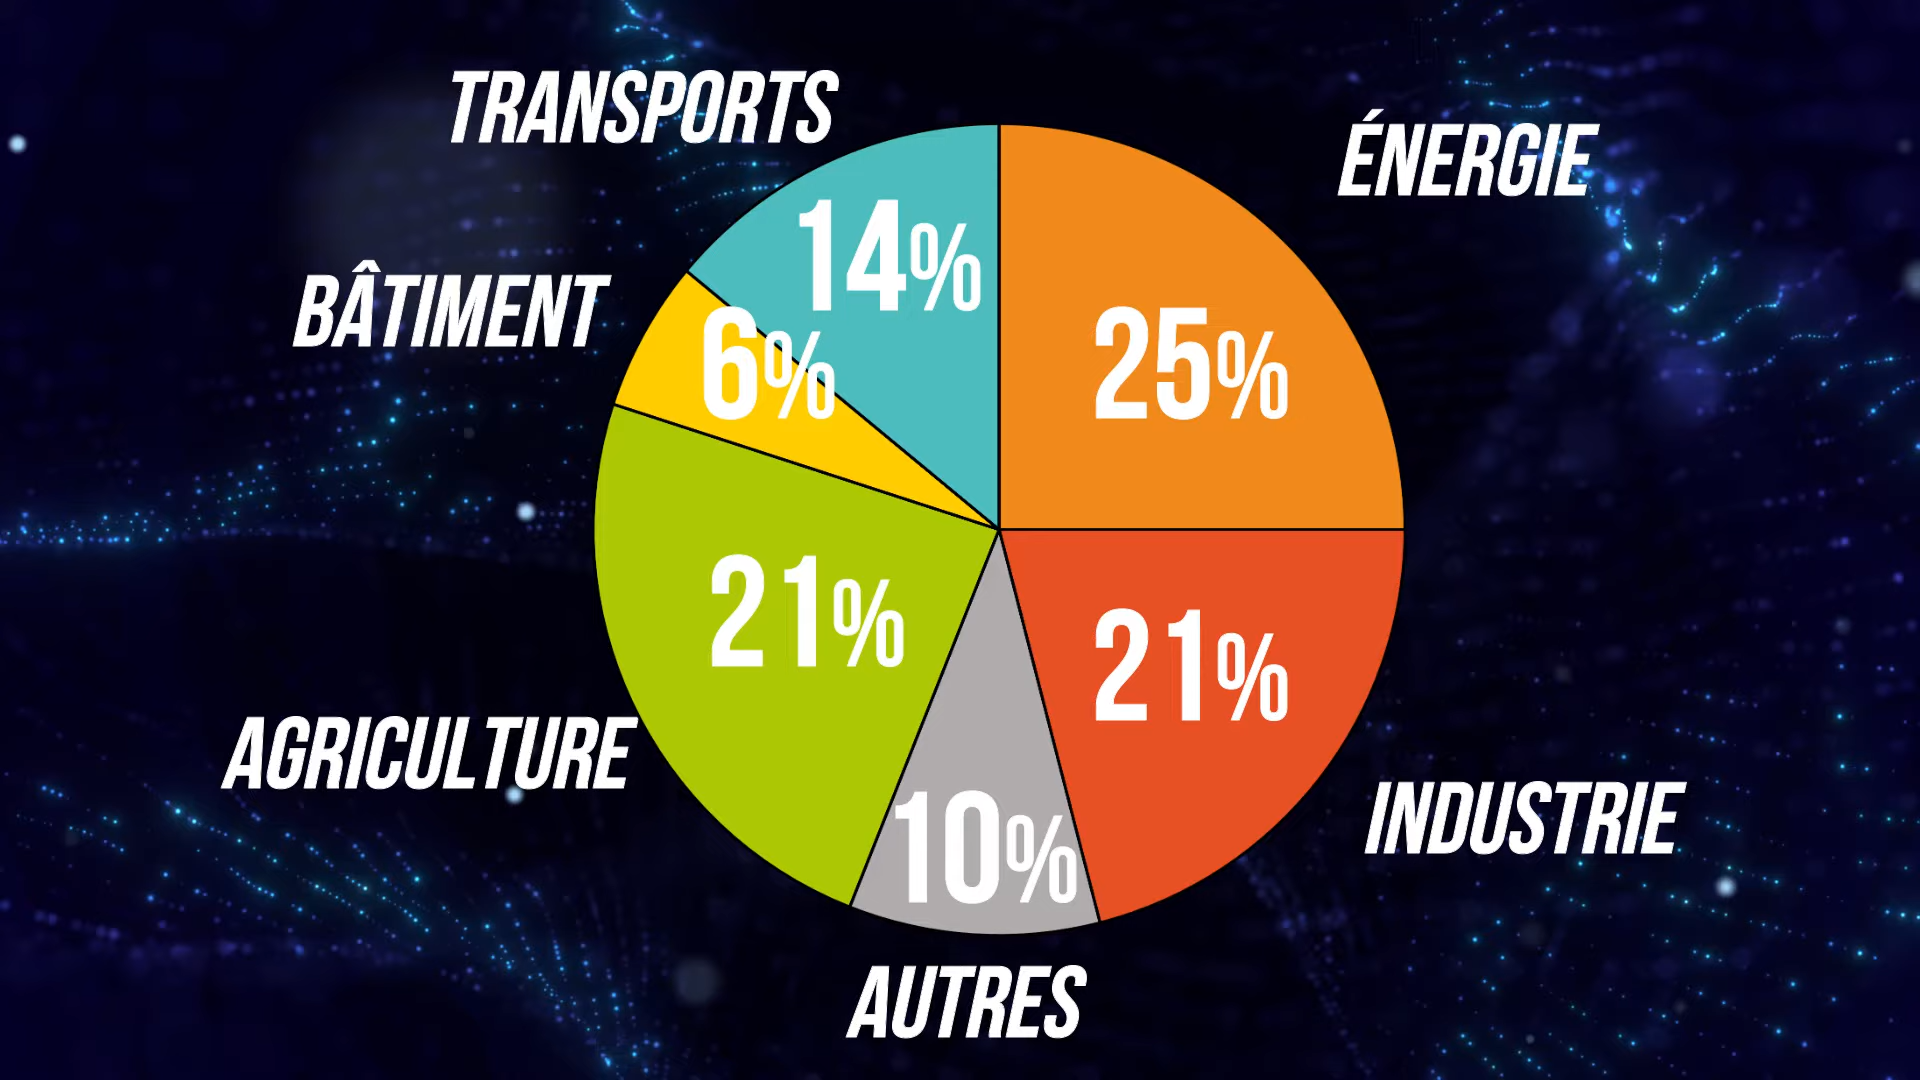 TRANSPORTS
ÉNERGIE
14%
BÂTIMENT
6%
25%
21%
21%
AGRICULTURE
INDUSTRIE
10%
AUTRES